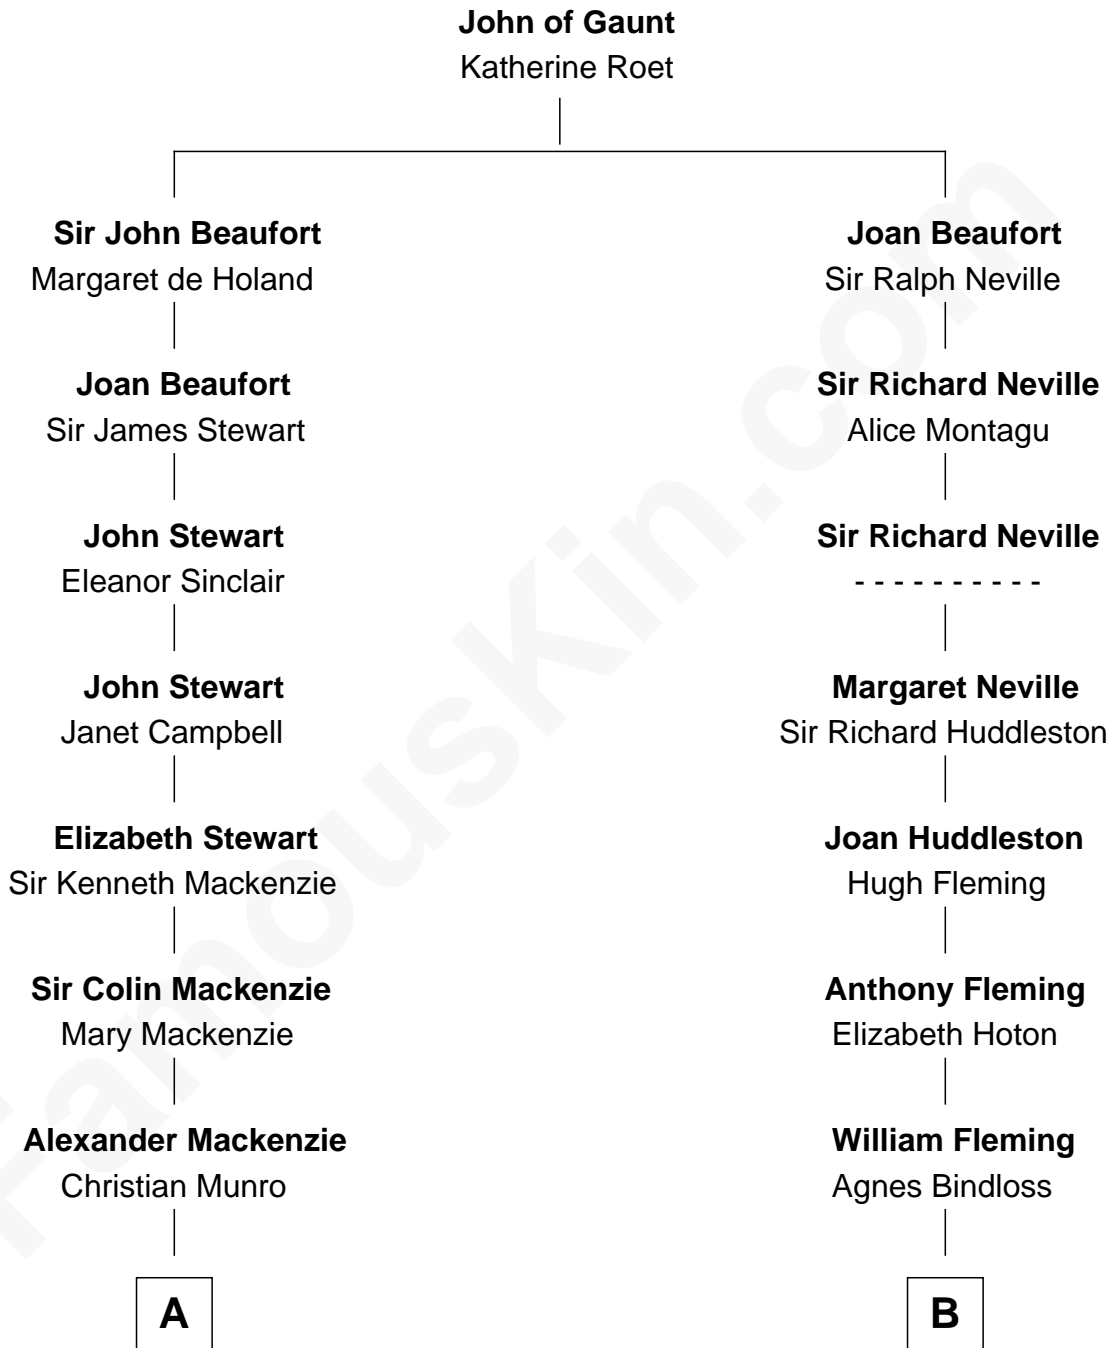 John of Gaunt
Katherine Roet
Sir John Beaufort
Margaret de Holand
Joan Beaufort
Sir James Stewart
John Stewart
Eleanor Sinclair
John Stewart
Janet Campbell
Elizabeth Stewart
Sir Kenneth Mackenzie
Sir Colin Mackenzie
Mary Mackenzie
Alexander Mackenzie
Christian Munro
A
Joan Beaufort
Sir Ralph Neville
Sir Richard Neville
Alice Montagu
Sir Richard Neville
- - - - - - - - - -
Margaret Neville
Sir Richard Huddleston
Joan Huddleston
Hugh Fleming
Anthony Fleming
Elizabeth Hoton
William Fleming
Agnes Bindloss
B
FamousKin.com